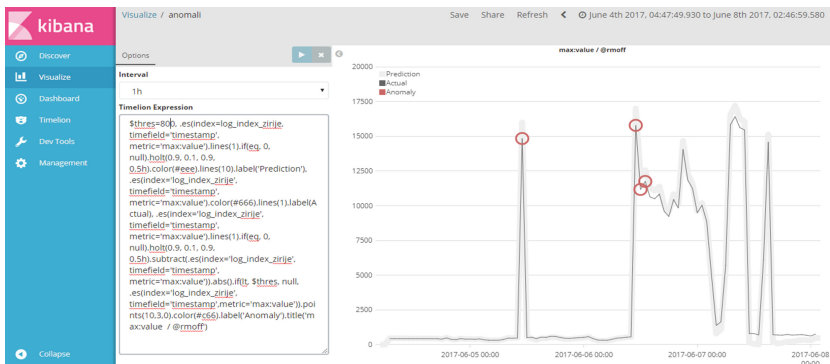 kibana
Discover
Visualize
Dashboard
Timelion
Dev Tools
Management
Collapse
Visualize / anomali
Save Share Refresh June 4th 2017, 04:47:49.930 to June 8th 2017, 02:46:59.580
Options
Interval
1h
Timelion Expression
$thres=800, .es(index=log_index_zirije,
timefield='timestamp',
metric='max:value').lines(1).if(eq, 0,
null).holt(0.9, 0.1, 0.9,
0.5h).color(#eee).lines(10).label('Prediction'),
.es(index='log_index_zirije',
timefield='timestamp',
metric='max:value').color(#666).lines(1).label(A
ctual), .es(index='log_index_zirije',
timefield='timestamp',
metric='max:value').lines(1).if(eq, 0,
null).holt(0.9, 0.1, 0.9,
0.5h).subtract(.es(index='log_index_zirije',
timefield='timestamp',
metric='max:value')).abs().if(lt, $thres, null,
.es(index='log_index_zirije',
timefield='timestamp',metric='max:value')).poi
nts(10,3,0).color(#c66).label('Anomaly').title('m
ax:value / @rmoff')
max:value / @rmoff
Prediction
Actual
Anomaly
20000
17500
15000
12500
10000
7500
5000
2500
0
2017-06-05 00:00
2017-06-06 00:00
2017-06-07 00:00
2017-06-08
00:00